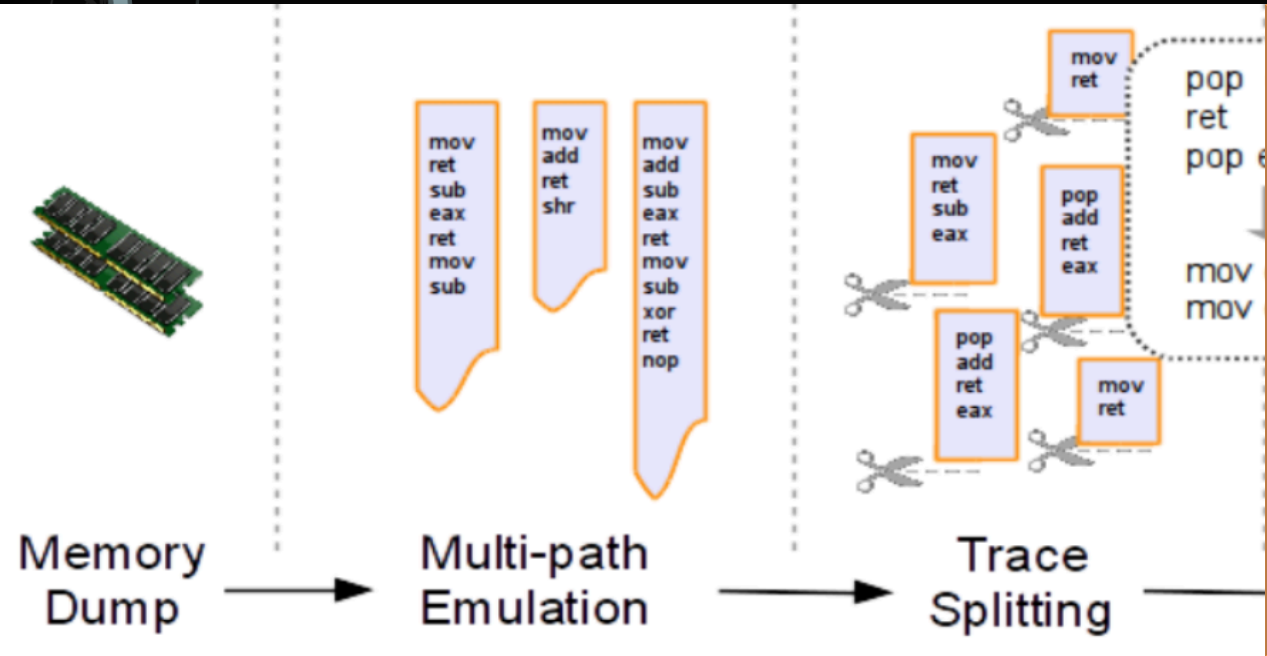 mov
ret
sub
eax
ret
mov
sub
mov
add
ret
shr
mov
add
sub
eax
ret
mov
sub
xor
ret
nop
mov
ret
mov
ret
sub
eax
pop
add
ret
eax
pop
add
ret
eax
mov
ret
pop
ret
pop
mov
mov
Memory
Dump
Multi-path
Emulation
Trace
Splitting